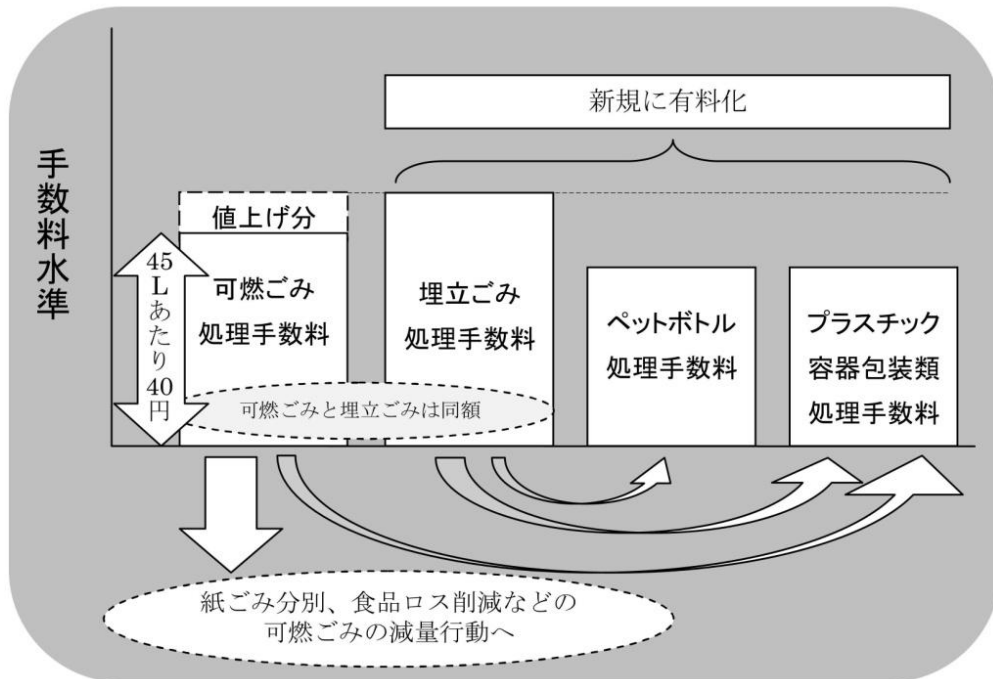 新規に有料化
手数料水準
値上げ分
45Lあたり40円
可燃ごみ
処理手数料
埋立ごみ
処理手数料
ペットボトル
処理手数料
プラスチック
容器包装類
処理手数料
可燃ごみと埋立ごみは同額
紙ごみ分別、食品ロス削減などの
可燃ごみの減量行動へ